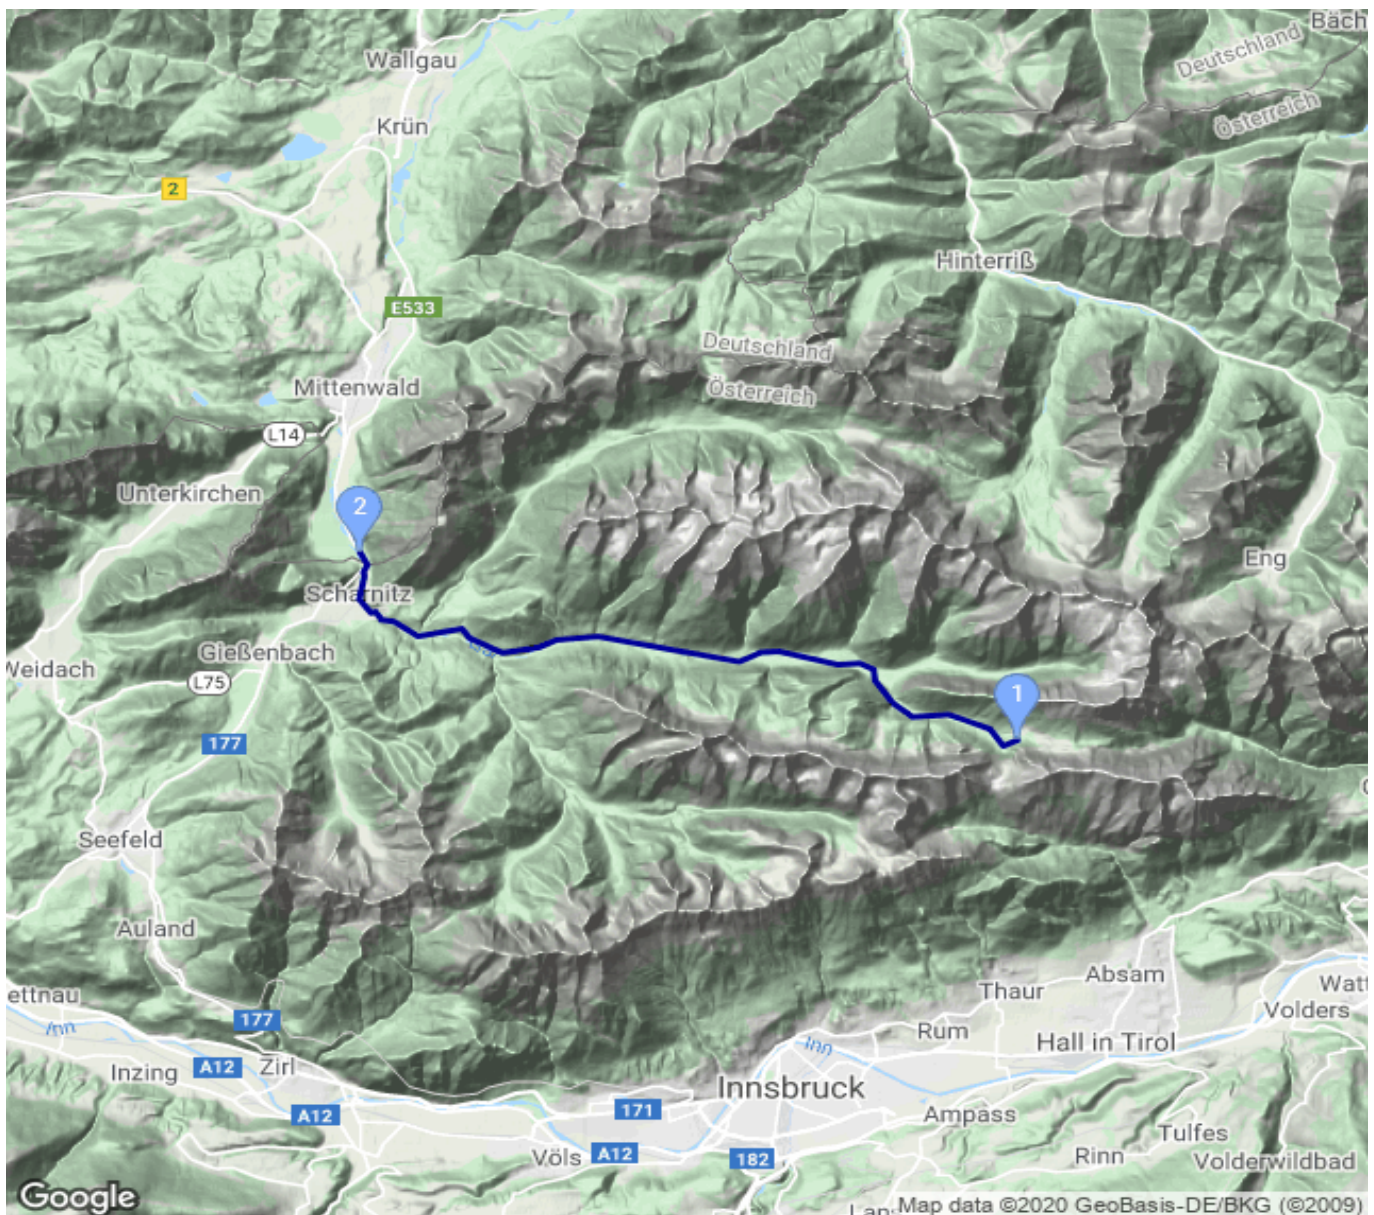 Bäch
Wallgau
Deutschland
Österreich
Krün
2
Hinterriß
E533
Deutschland
Österreich
Mittenwald
L14
Unterkirchen
2
Eng
Scharnitz
Gießenbach
Weidach
L75
1
177
Seefeld
Auland
Absam
ettnau
Thaur
Watt
Volders
Inn
177
Rum
Inn
Hall in Tirol
Zirl
A12
Inzing
Innsbruck
A12
171
Ampass
Tulfes
Völs
A12
182
Rinn
Volderwildbad
Google
Map data ©2020 GeoBasis-DE/BKG (©2009)